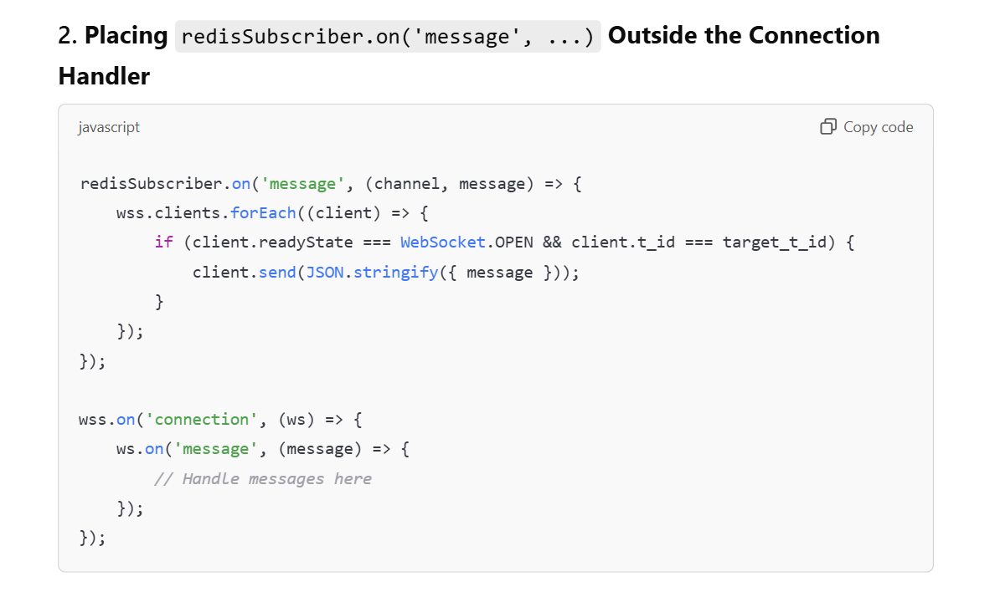 2. Placing redisSubscriber.on('message', ...) Outside the Connection
Handler
javascript
Copy code
redisSubscriber.on('message', (channel, message) => {
    wss.clients.forEach((client) => {
        if (client.readyState === WebSocket.OPEN && client.t_id === target_t_id) {
            client.send(JSON.stringify({ message }));
        }
    });
});

wss.on('connection', (ws) => {
    ws.on('message', (message) => {
        // Handle messages here
    });
});